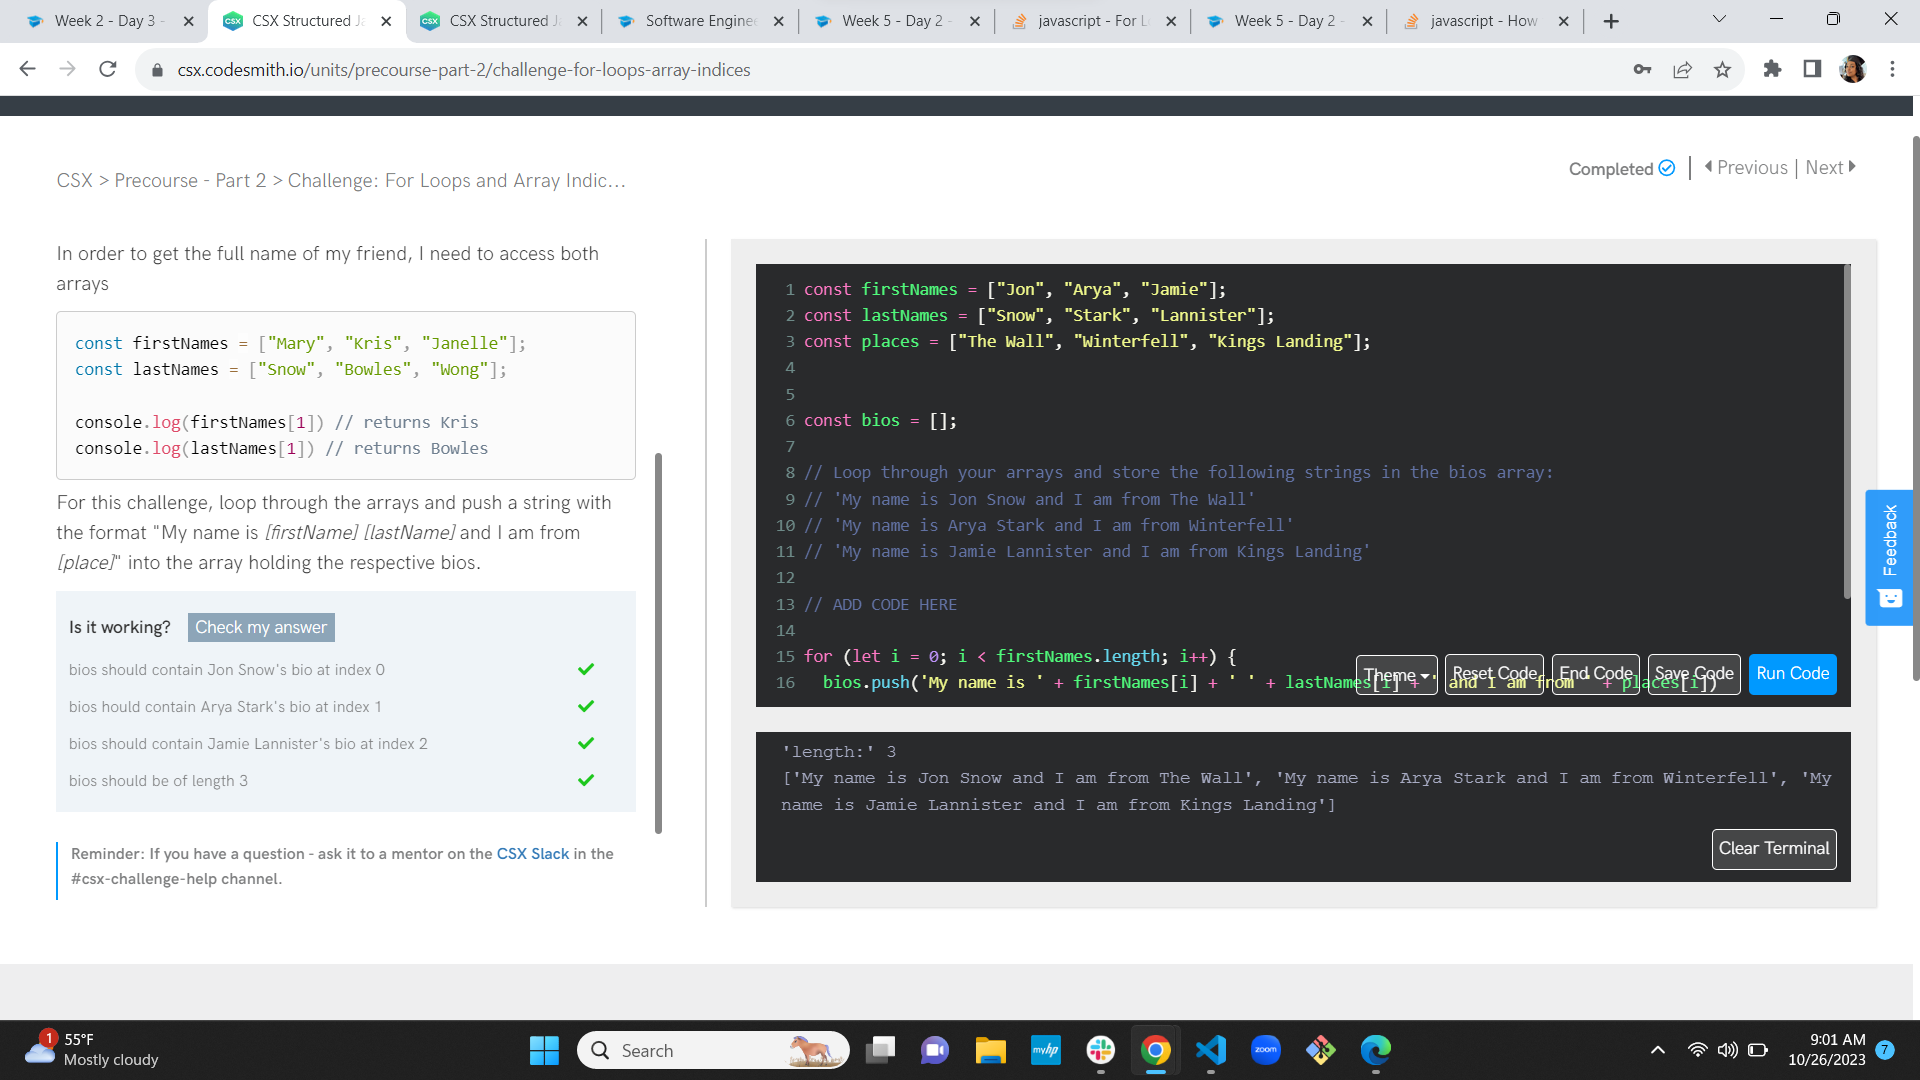 Week 2 - Day 3 -
CSX Structured Ja
CSX Structured J
Software Enginee
Week 5 - Day 2 -
javascript - For L
Week 5 - Day 2 -
javascript - How
csx.codesmith.io/units/precourse-part-2/challenge-for-loops-array-indices
CSX > Precourse - Part 2 > Challenge: For Loops and Array Indic...
Completed | Previous | Next
In order to get the full name of my friend, I need to access both
arrays
const firstNames = ["Mary", "Kris", "Janelle"];
const lastNames = ["Snow", "Bowles", "Wong"];
console.log(firstNames[1]) // returns Kris
console.log(lastNames[1]) // returns Bowles
For this challenge, loop through the arrays and push a string with
the format "My name is [firstName] [lastName] and I am from
[place]" into the array holding the respective bios.
Is it working? Check my answer
bios should contain Jon Snow's bio at index 0
bios hould contain Arya Stark's bio at index 1
bios should contain Jamie Lannister's bio at index 2
bios should be of length 3
Reminder: If you have a question - ask it to a mentor on the CSX Slack in the
#csx-challenge-help channel.
1 const firstNames = ["Jon", "Arya", "Jamie"];
2 const lastNames = ["Snow", "Stark", "Lannister"];
3 const places = ["The Wall", "Winterfell", "Kings Landing"];
4
5
6 const bios = [];
7
8 // Loop through your arrays and store the following strings in the bios array:
9 // 'My name is Jon Snow and I am from The Wall'
10 // 'My name is Arya Stark and I am from Winterfell'
11 // 'My name is Jamie Lannister and I am from Kings Landing'
12
13 // ADD CODE HERE
14
15 for (let i = 0; i < firstNames.length; i++) {
16 bios.push('My name is ' + firstNames[i] + ' ' + lastNames[i] + ' and I am from ' + places[i])
Theme
Reset Code
End Code
Save Code
Run Code
'length:' 3
['My name is Jon Snow and I am from The Wall', 'My name is Arya Stark and I am from Winterfell', 'My
name is Jamie Lannister and I am from Kings Landing']
Clear Terminal
Feedback
1
55°F
Mostly cloudy
Search
myhp
zoom
9:01 AM
10/26/2023
7